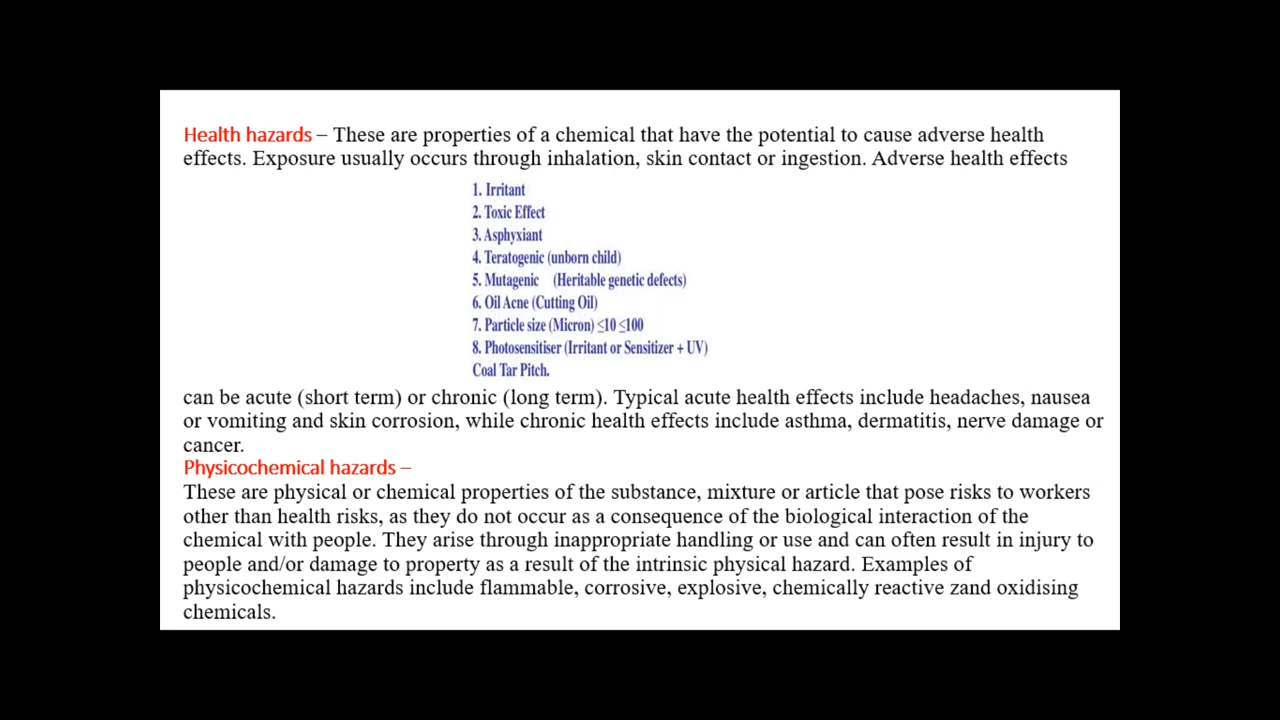 Health hazards – These are properties of a chemical that have the potential to cause adverse health
effects. Exposure usually occurs through inhalation, skin contact or ingestion. Adverse health effects
1. Irritant
2. Toxic Effect
3. Asphyxiant
4. Teratogenic (unborn child)
5. Mutagenic (Heritable genetic defects)
6. Oil Acne (Cutting Oil)
7. Particle size (Micron) ≤10 ≤100
8. Photosensitiser (Irritant or Sensitizer + UV)
Coal Tar Pitch.
can be acute (short term) or chronic (long term). Typical acute health effects include headaches, nausea
or vomiting and skin corrosion, while chronic health effects include asthma, dermatitis, nerve damage or
cancer.
Physicochemical hazards –
These are physical or chemical properties of the substance, mixture or article that pose risks to workers
other than health risks, as they do not occur as a consequence of the biological interaction of the
chemical with people. They arise through inappropriate handling or use and can often result in injury to
people and/or damage to property as a result of the intrinsic physical hazard. Examples of
physicochemical hazards include flammable, corrosive, explosive, chemically reactive zand oxidising
chemicals.